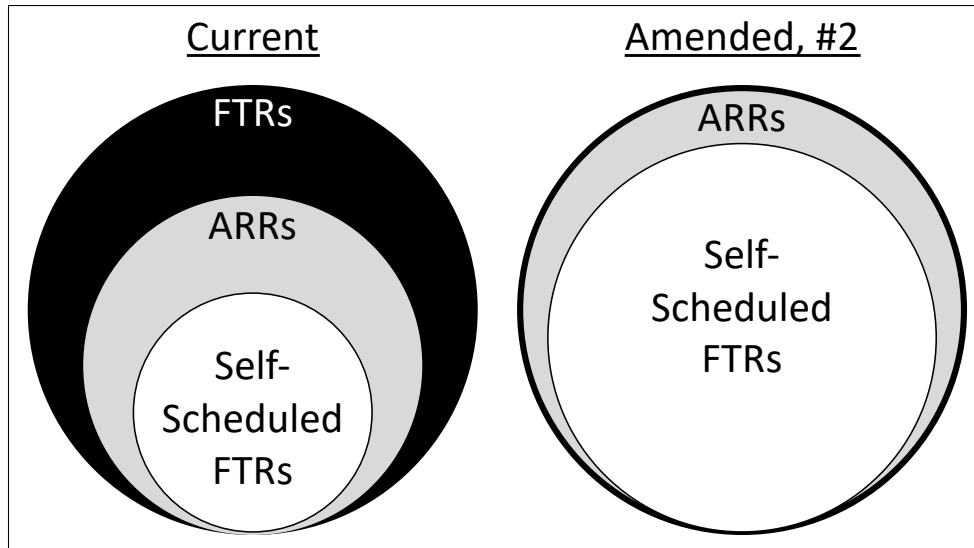 Current
FTRs
ARRs
Self-
Scheduled
FTRs
Amended, #2
ARRs
Self-
Scheduled
FTRs